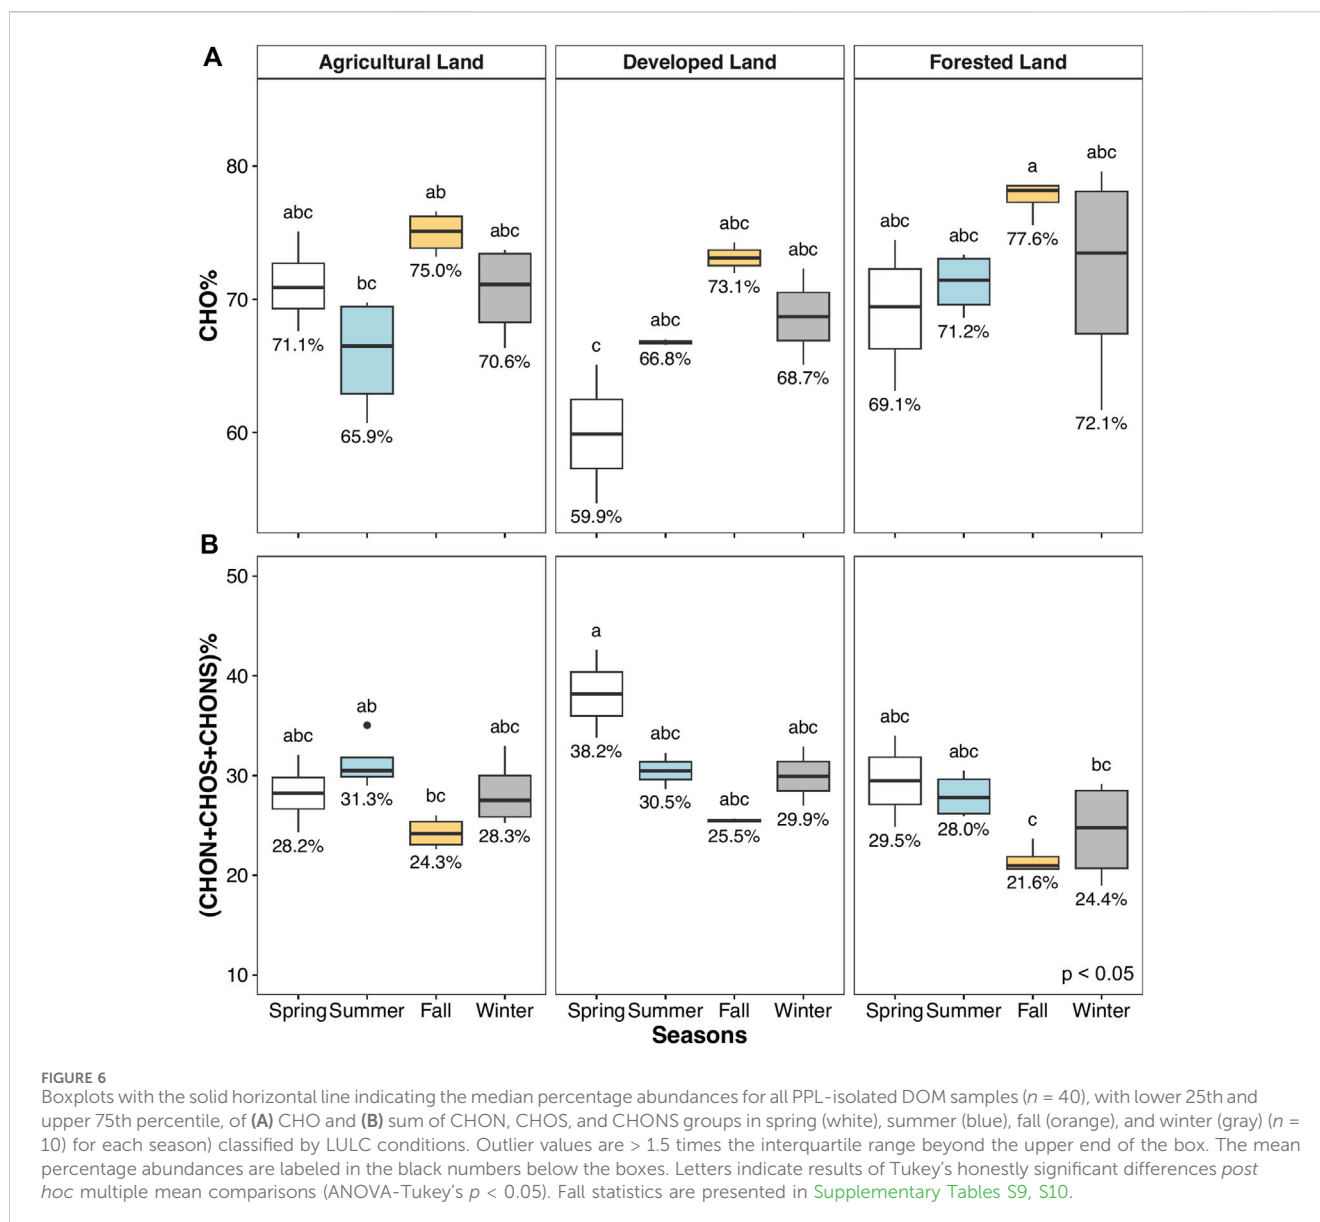 A
Agricultural Land
Developed Land
Forested Land
CHO%
80
70
60
abc
71.1%
bc
65.9%
ab
75.0%
abc
70.6%
c
59.9%
abc
66.8%
abc
73.1%
abc
68.7%
abc
69.1%
abc
71.2%
a
77.6%
abc
72.1%
B
(CHON+CHOS+CHONS)%
50
40
30
20
10
abc
28.2%
ab
31.3%
bc
24.3%
abc
28.3%
a
38.2%
abc
30.5%
abc
25.5%
abc
29.9%
abc
29.5%
abc
28.0%
c
21.6%
bc
24.4%
p < 0.05
Spring Summer Fall Winter
Spring Summer Fall Winter
Spring Summer Fall Winter
Seasons
FIGURE 6
Boxplots with the solid horizontal line indicating the median percentage abundances for all PPL-isolated DOM samples (n = 40), with lower 25th and
upper 75th percentile, of (A) CHO and (B) sum of CHON, CHOS, and CHONS groups in spring (white), summer (blue), fall (orange), and winter (gray) (n =
10) for each season) classified by LULC conditions. Outlier values are > 1.5 times the interquartile range beyond the upper end of the box. The mean
percentage abundances are labeled in the black numbers below the boxes. Letters indicate results of Tukey's honestly significant differences post
hoc multiple mean comparisons (ANOVA-Tukey's p < 0.05). Fall statistics are presented in Supplementary Tables S9, S10.